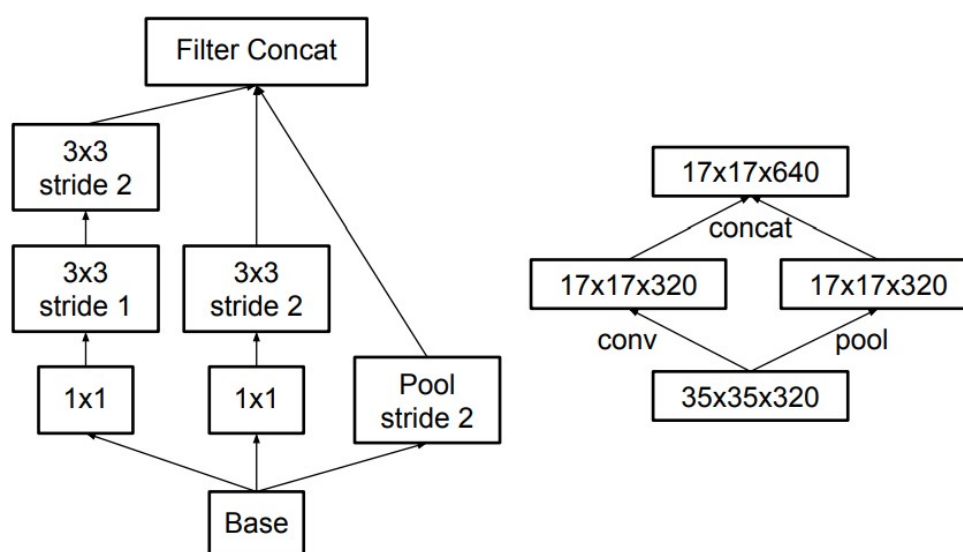 Filter Concat
3x3
stride 2
3x3
stride 1
3x3
stride 2
1x1
1x1
Pool
stride 2
Base
17x17x640
concat
17x17x320
17x17x320
conv
pool
35x35x320